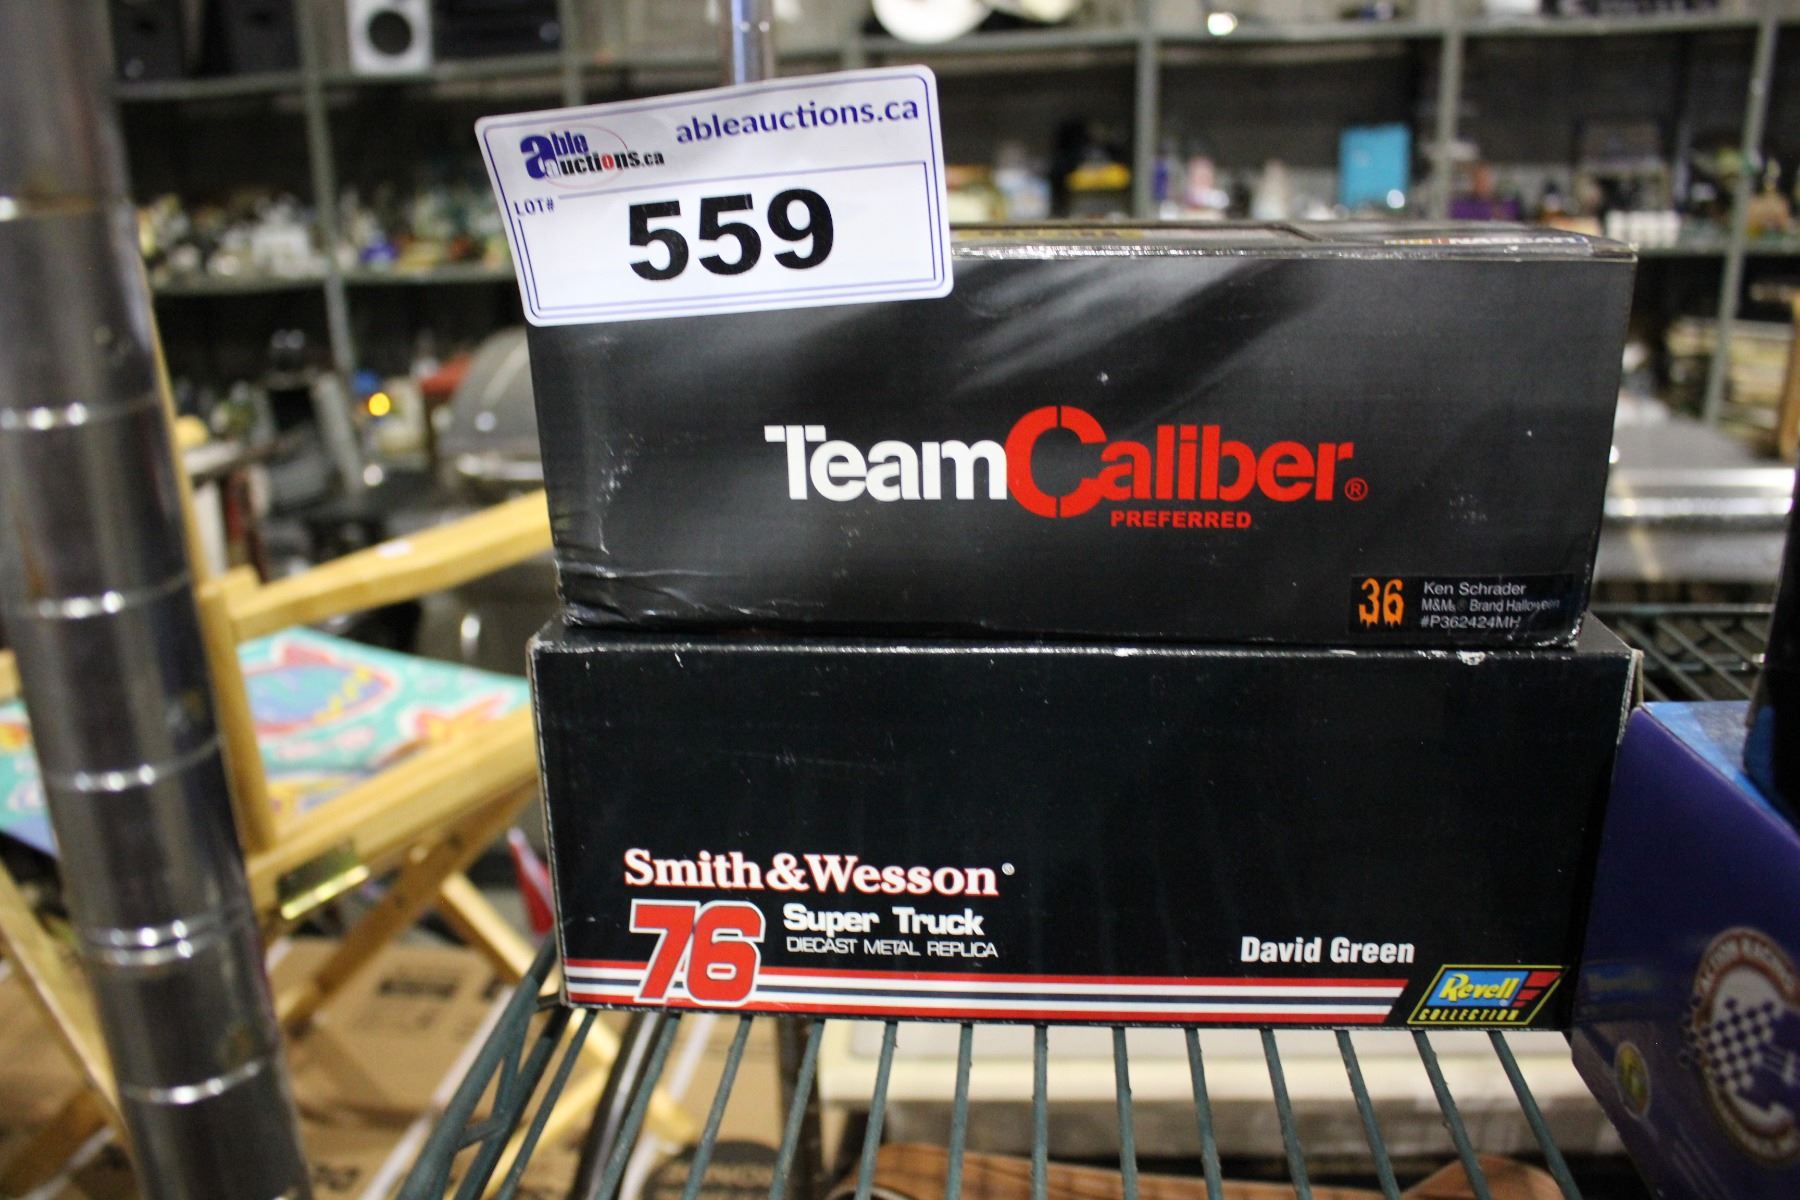 able auctions.ca
ableauctions.ca
LOT#
559
NASCAR
TeamCaliber®
PREFERRED
36
Ken Schrader
M&M's® Brand Halloween
#P362424MH
Smith&Wesson
76
Super Truck
DIECAST METAL REPLICA
David Green
Revell
COLLECTION